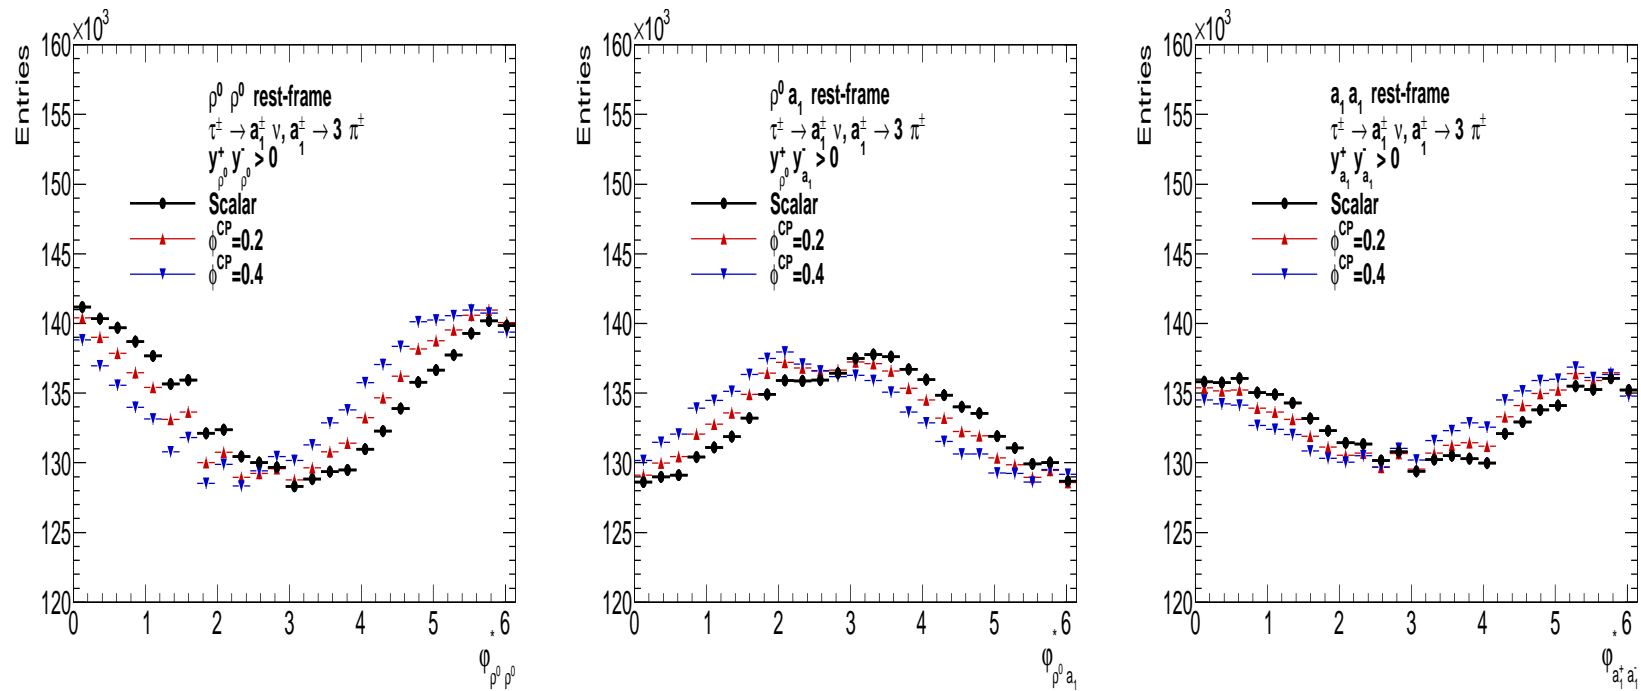 ×10³
160
155
150
145
140
135
130
125
120
0 1 2 3 4 5 6
Entries
ρ⁰ ρ⁰ rest-frame
τ± → a₁± ν, a₁± → 3 π±
y⁺ρ⁰ y⁻ρ⁰ > 0
Scalar
ϕCP=0.2
ϕCP=0.4
φ*ρ⁰ ρ⁰
×10³
160
155
150
145
140
135
130
125
120
0 1 2 3 4 5 6
Entries
ρ⁰ a₁ rest-frame
τ± → a₁± ν, a₁± → 3 π±
y⁺ρ⁰ y⁻a₁ > 0
Scalar
ϕCP=0.2
ϕCP=0.4
φ*ρ⁰ a₁
×10³
160
155
150
145
140
135
130
125
120
0 1 2 3 4 5 6
Entries
a₁ a₁ rest-frame
τ± → a₁± ν, a₁± → 3 π±
y⁺a₁ y⁻a₁ > 0
Scalar
ϕCP=0.2
ϕCP=0.4
φ*a₁⁺ a₁⁻